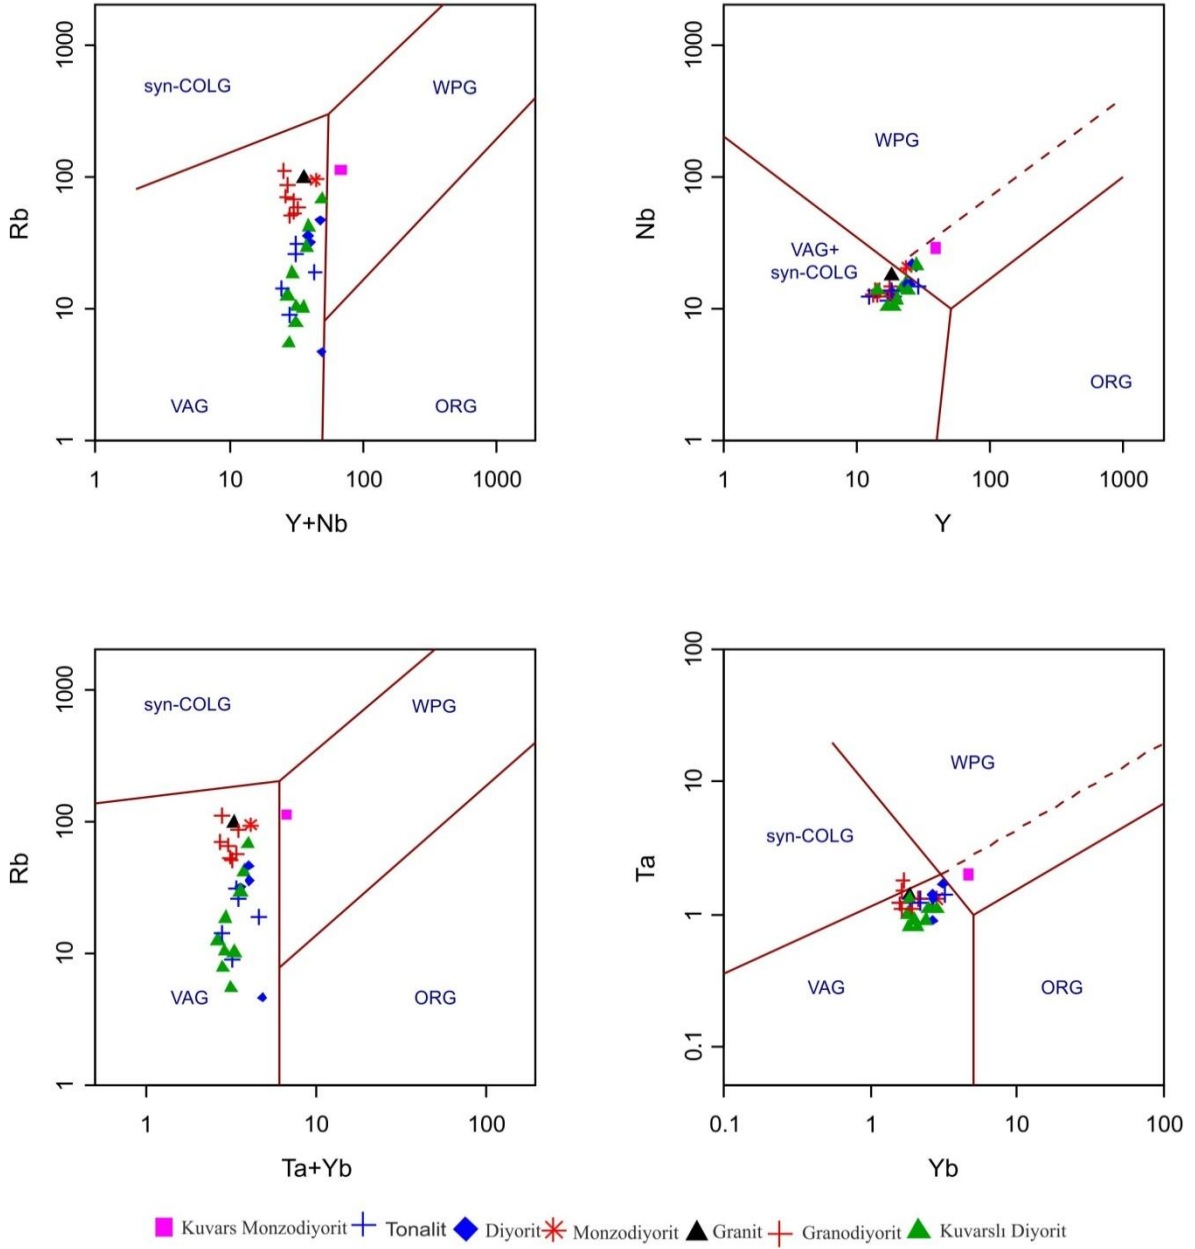 Rb
1000
100
10
1
syn-COLG
WPG
VAG
ORG
1 10 100 1000
Y+Nb
Nb
1000
100
10
1
WPG
VAG+
syn-COLG
ORG
1 10 100 1000
Y
Rb
1000
100
10
1
syn-COLG
WPG
VAG
ORG
1 10 100
Ta+Yb
Ta
100
10
1
0.1
WPG
syn-COLG
VAG
ORG
0.1 1 10 100
Yb
Kuvars Monzodiyorit Tonalit Diyorit Monzodiyorit Granit Granodiyorit Kuvarslı Diyorit